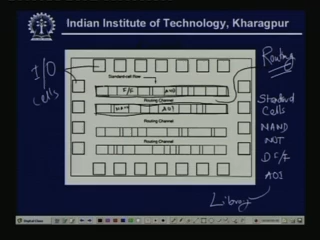 Indian Institute of Technology, Kharagpur
I/O
cells
Standard cell Rows
F/F
AOI
Routing Channel
NAND
AOI
Routing Channel
Routing Channel
Routing
Standard
Cells
NAND
NOT
D F/F
AOI
Library